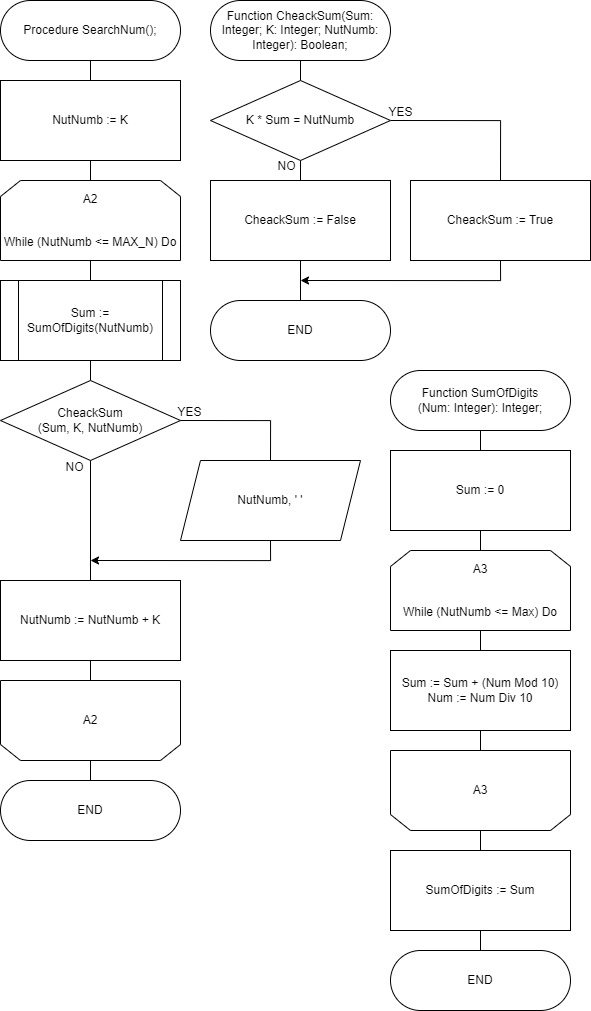 Procedure SearchNum();
NutNumb := K
A2
While (NutNumb <= MAX_N) Do
Sum :=
SumOfDigits(NutNumb)
CheackSum
(Sum, K, NutNumb)
YES
NO
NutNumb, ' '
NutNumb := NutNumb + K
A2
END
Function CheackSum(Sum:
Integer; K: Integer; NutNumb:
Integer): Boolean;
K * Sum = NutNumb
YES
NO
CheackSum := False
CheackSum := True
END
Function SumOfDigits
(Num: Integer): Integer;
Sum := 0
A3
While (NutNumb <= Max) Do
Sum := Sum + (Num Mod 10)
Num := Num Div 10
A3
SumOfDigits := Sum
END